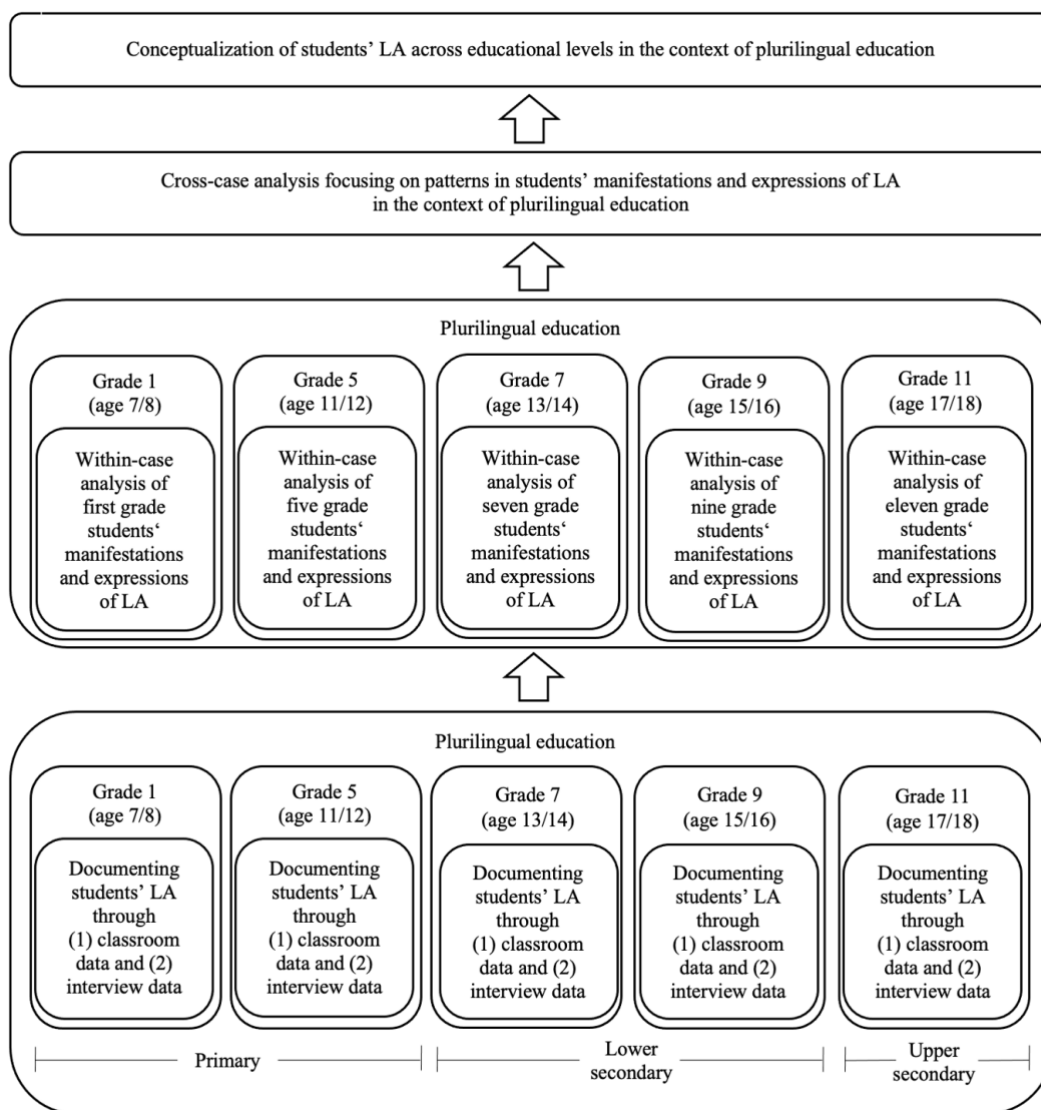 Conceptualization of students’ LA across educational levels in the context of plurilingual education
Cross-case analysis focusing on patterns in students’ manifestations and expressions of LA
in the context of plurilingual education
Plurilingual education
Grade 1
(age 7/8)
Within-case
analysis of
first grade
students‘
manifestations
and expressions
of LA
Grade 5
(age 11/12)
Within-case
analysis of
five grade
students‘
manifestations
and expressions
of LA
Grade 7
(age 13/14)
Within-case
analysis of
seven grade
students‘
manifestations
and expressions
of LA
Grade 9
(age 15/16)
Within-case
analysis of
nine grade
students‘
manifestations
and expressions
of LA
Grade 11
(age 17/18)
Within-case
analysis of
eleven grade
students‘
manifestations
and expressions
of LA
Plurilingual education
Grade 1
(age 7/8)
Documenting
students’ LA
through
(1) classroom
data and (2)
interview data
Grade 5
(age 11/12)
Documenting
students’ LA
through
(1) classroom
data and (2)
interview data
Grade 7
(age 13/14)
Documenting
students’ LA
through
(1) classroom
data and (2)
interview data
Grade 9
(age 15/16)
Documenting
students’ LA
through
(1) classroom
data and (2)
interview data
Grade 11
(age 17/18)
Documenting
students’ LA
through
(1) classroom
data and (2)
interview data
Primary
Lower
secondary
Upper
secondary